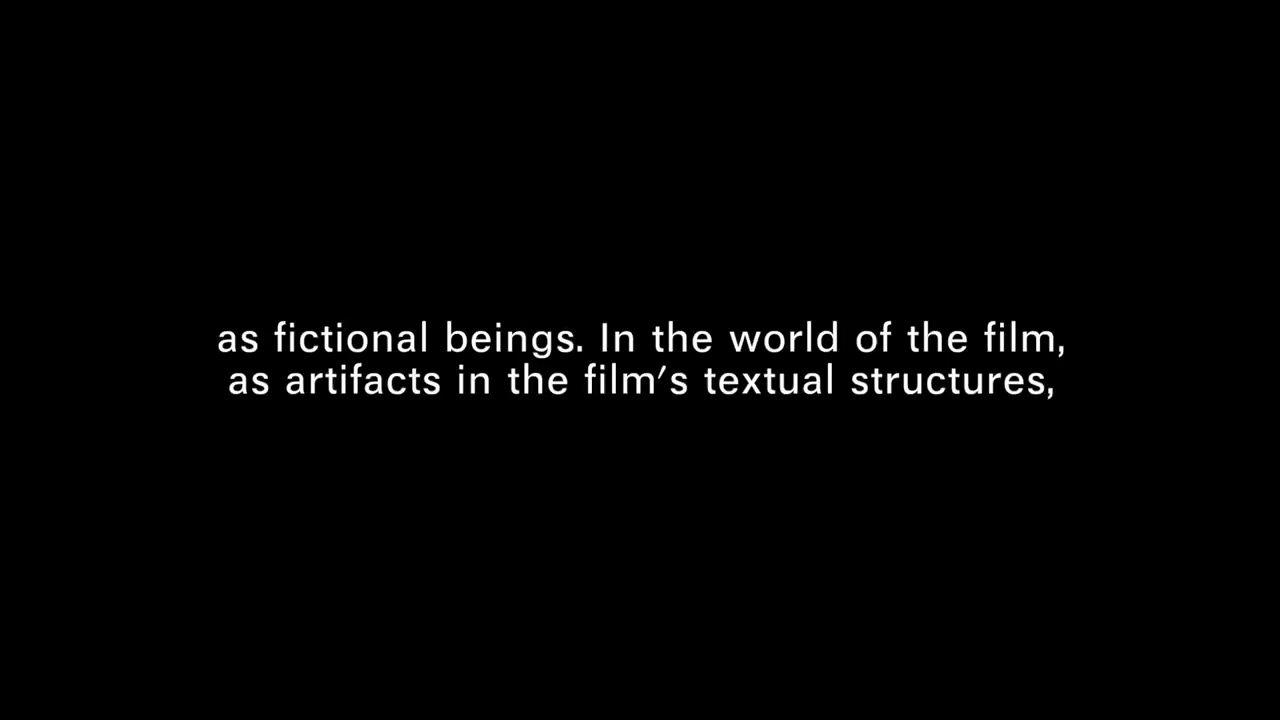 as fictional beings. In the world of the film,
as artifacts in the film's textual structures,